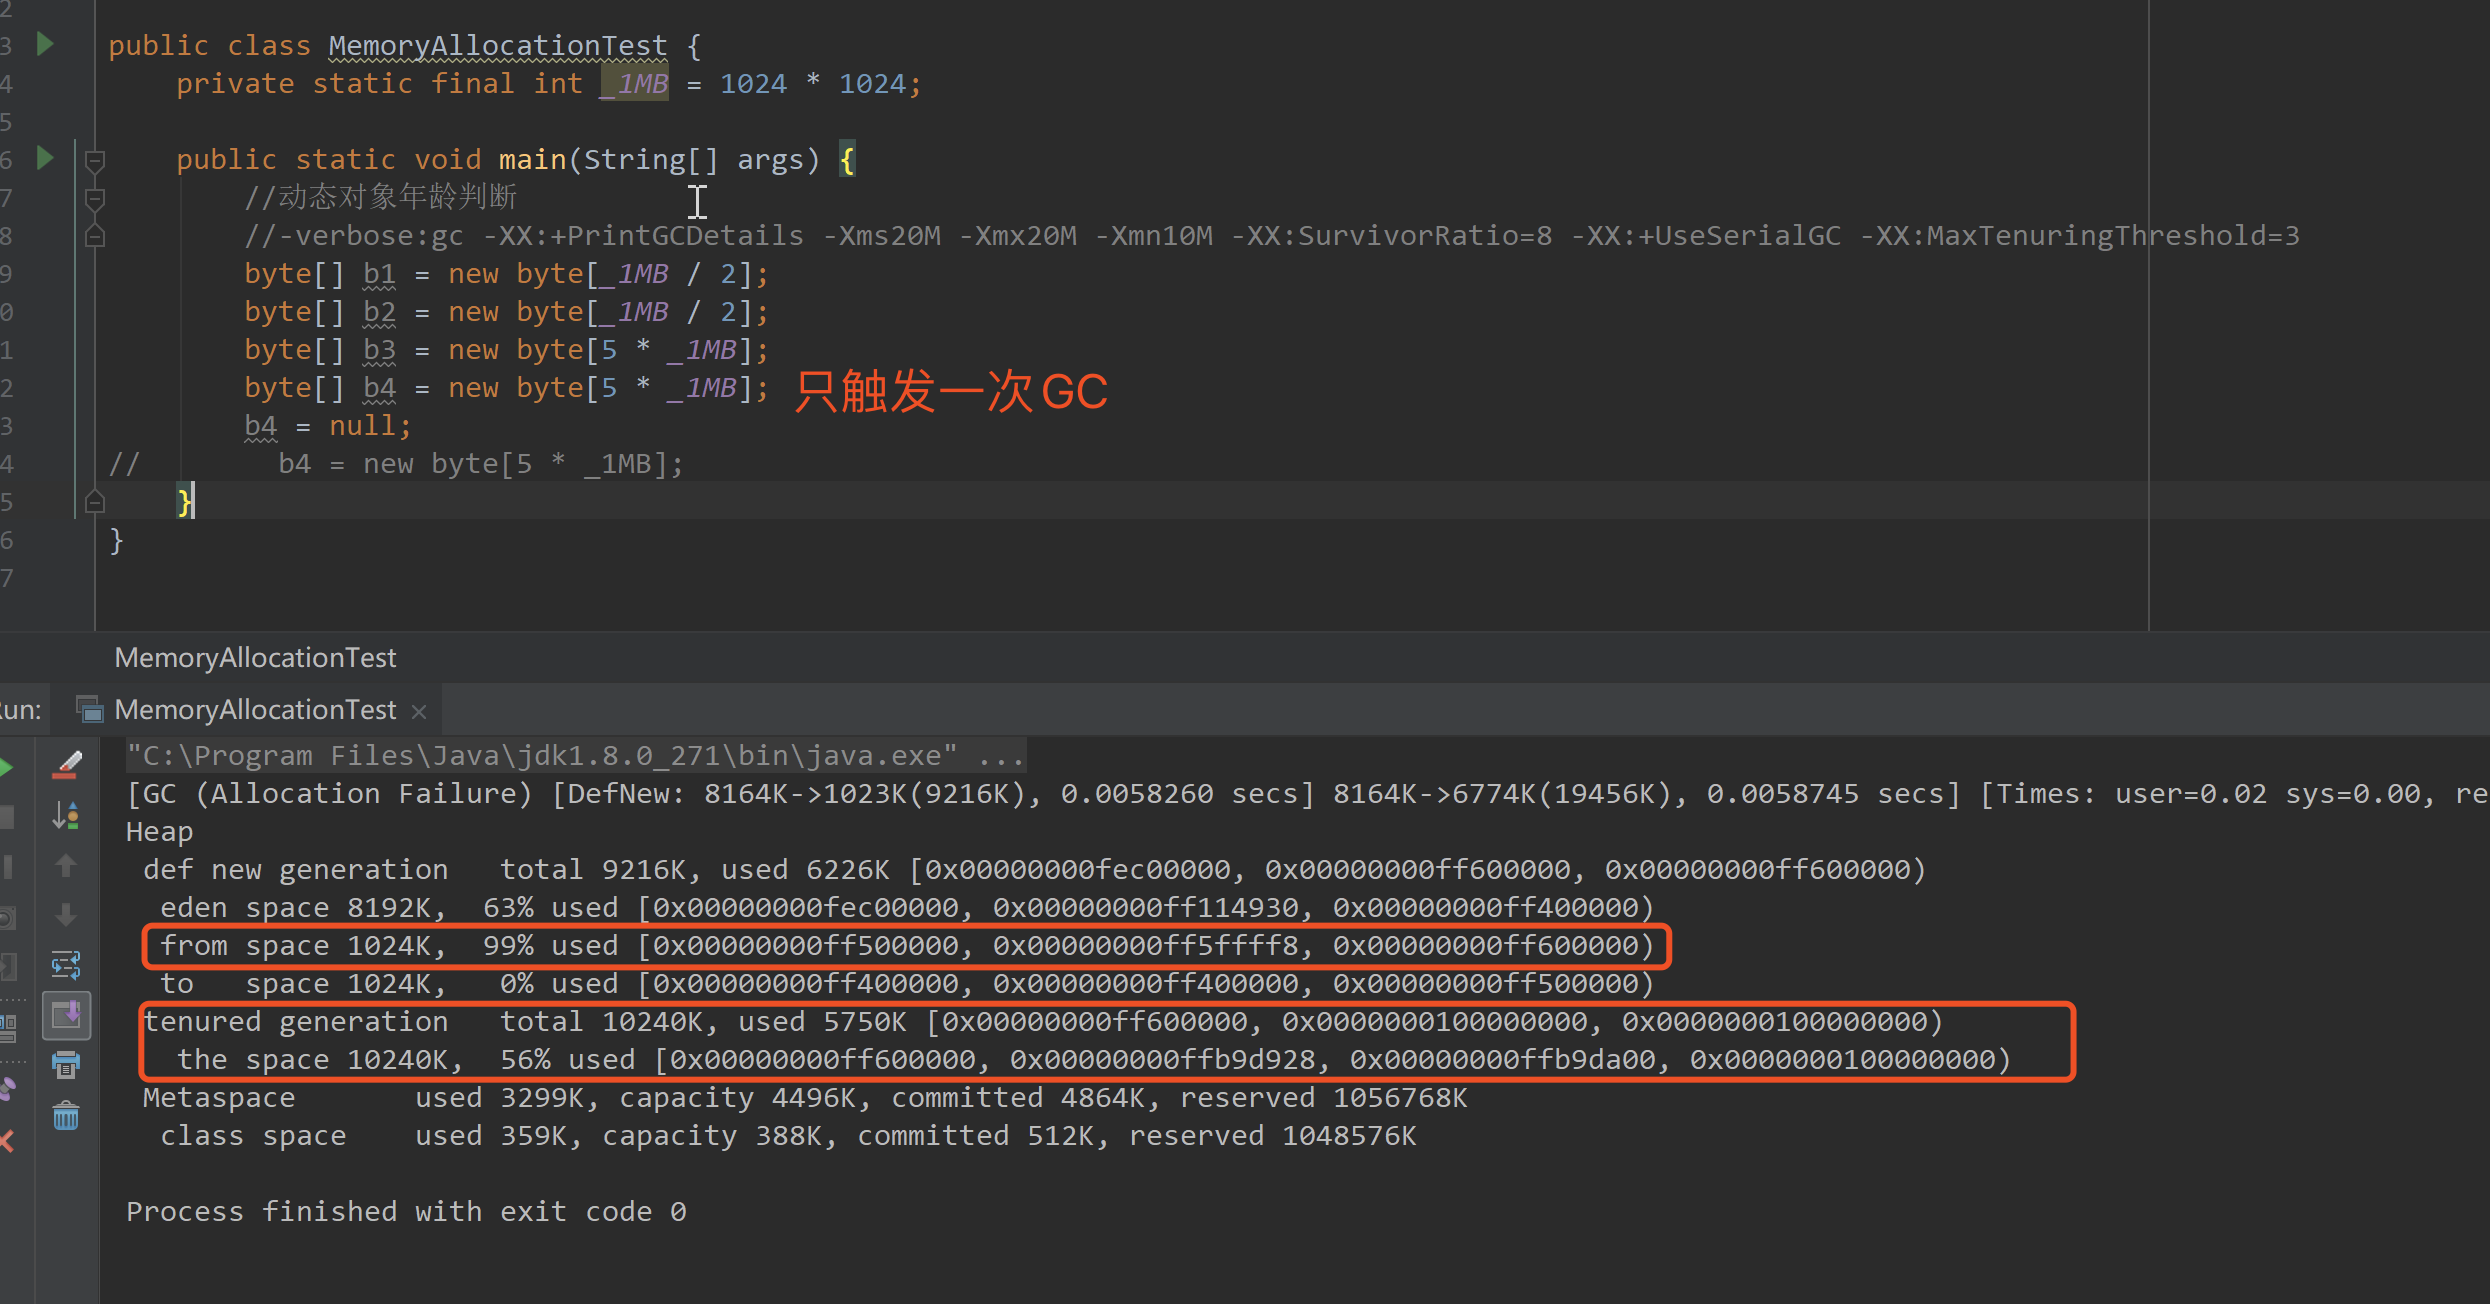 2
3 public class MemoryAllocationTest {
4 private static final int _1MB = 1024 * 1024;
5
6 public static void main(String[] args) {
7 //动态对象年龄判断
8 //-verbose:gc -XX:+PrintGCDetails -Xms20M -Xmx20M -Xmn10M -XX:SurvivorRatio=8 -XX:+UseSerialGC -XX:MaxTenuringThreshold=3
9 byte[] b1 = new byte[_1MB / 2];
0 byte[] b2 = new byte[_1MB / 2];
1 byte[] b3 = new byte[5 * _1MB];
2 byte[] b4 = new byte[5 * _1MB]; 只触发一次GC
3 b4 = null;
4 // b4 = new byte[5 * _1MB];
5 }
6 }
7
MemoryAllocationTest
un: MemoryAllocationTest ×
"C:\Program Files\Java\jdk1.8.0_271\bin\java.exe" ...
[GC (Allocation Failure) [DefNew: 8164K->1023K(9216K), 0.0058260 secs] 8164K->6774K(19456K), 0.0058745 secs] [Times: user=0.02 sys=0.00, re
Heap
def new generation total 9216K, used 6226K [0x00000000fec00000, 0x00000000ff600000, 0x00000000ff600000)
eden space 8192K, 63% used [0x00000000fec00000, 0x00000000ff114930, 0x00000000ff400000)
from space 1024K, 99% used [0x00000000ff500000, 0x00000000ff5ffff8, 0x00000000ff600000)
to space 1024K, 0% used [0x00000000ff400000, 0x00000000ff400000, 0x00000000ff500000)
tenured generation total 10240K, used 5750K [0x00000000ff600000, 0x0000000100000000, 0x0000000100000000)
the space 10240K, 56% used [0x00000000ff600000, 0x00000000ffb9d928, 0x00000000ffb9da00, 0x0000000100000000)
Metaspace used 3299K, capacity 4496K, committed 4864K, reserved 1056768K
class space used 359K, capacity 388K, committed 512K, reserved 1048576K
Process finished with exit code 0